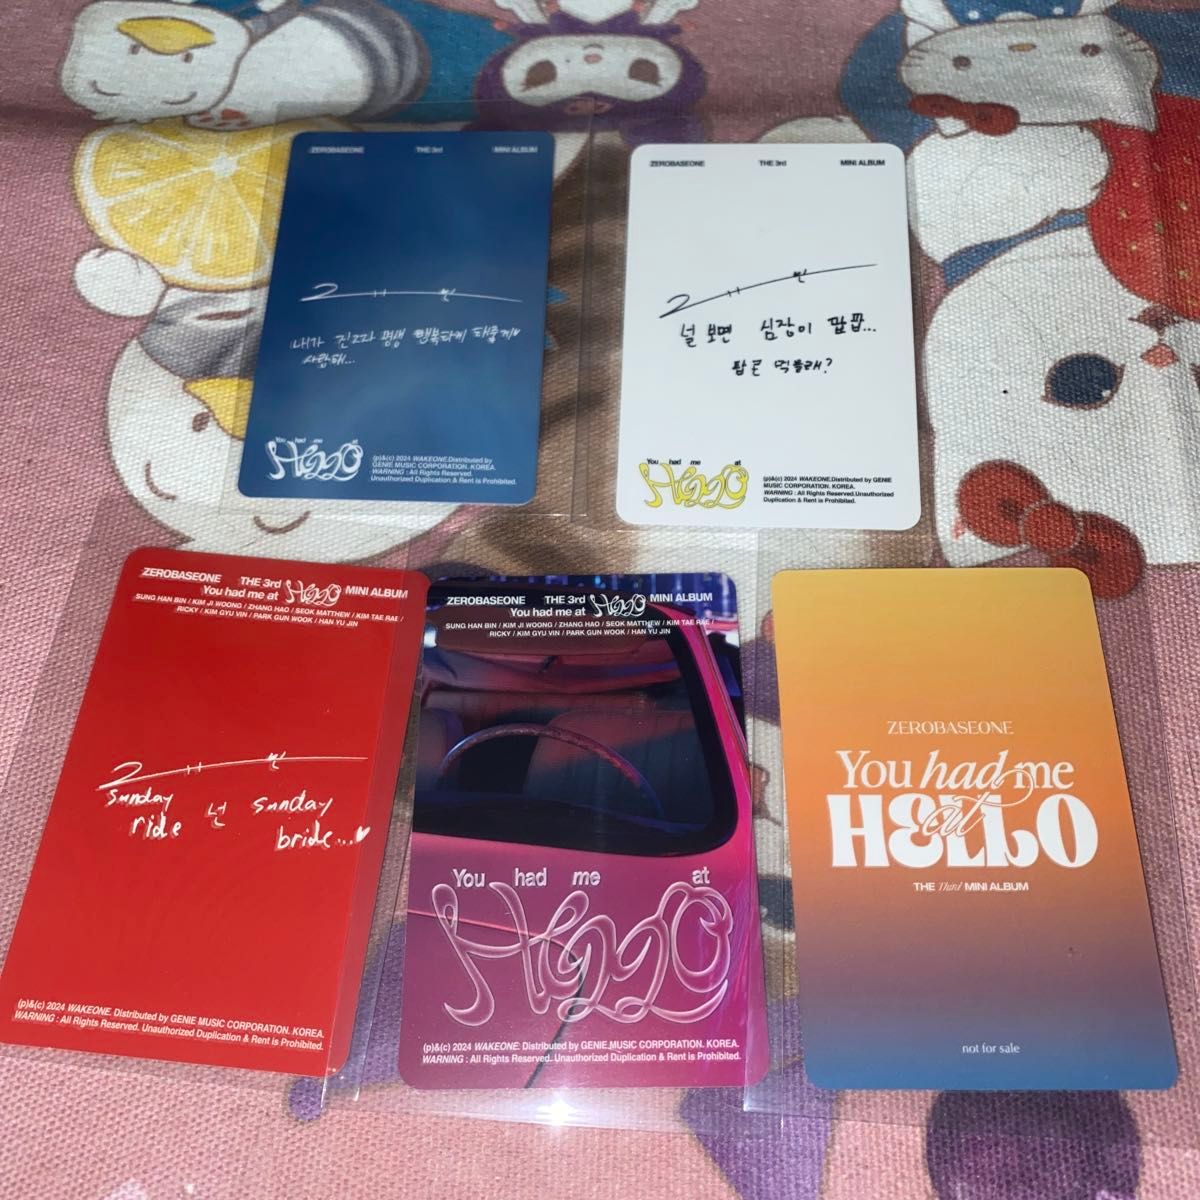 ZEROBASEONE THE 3rd MINI ALBUM
내가 진짜 평생 행복하게 해줄게♥
사랑해...
You had me at
Hello
(p)&(c) 2024 WAKEONE.Distributed by
GENIE MUSIC CORPORATION. KOREA.
WARNING : All Rights Reserved.
Unauthorized Duplication & Rent is Prohibited.
ZEROBASEONE THE 3rd MINI ALBUM
빈
널 보면 심장이 팝팝...
팝콘 먹을래?
You had me at
Hello
(p)&(c) 2024 WAKEONE.Distributed by GENIE
MUSIC CORPORATION. KOREA.
WARNING : All Rights Reserved.Unauthorized
Duplication & Rent is Prohibited.
ZEROBASEONE THE 3rd MINI ALBUM
You had me at Hello
SUNG HAN BIN / KIM JI WOONG / ZHANG HAO / SEOK MATTHEW / KIM TAE RAE /
RICKY / KIM GYU VIN / PARK GUN WOOK / HAN YU JIN
빈
Sunday 넌 sunday
ride bride...♥
(p)&(c) 2024 WAKEONE. Distributed by GENIE MUSIC CORPORATION. KOREA.
WARNING : All Rights Reserved. Unauthorized Duplication & Rent is Prohibited.
ZEROBASEONE THE 3rd MINI ALBUM
You had me at Hello
SUNG HAN BIN / KIM JI WOONG / ZHANG HAO / SEOK MATTHEW / KIM TAE RAE /
RICKY / KIM GYU VIN / PARK GUN WOOK / HAN YU JIN
You had me at
Hello
(p)&(c) 2024 WAKEONE. Distributed by GENIE MUSIC CORPORATION. KOREA.
WARNING : All Rights Reserved. Unauthorized Duplication & Rent is Prohibited.
ZEROBASEONE
You had me
at
HELLO
THE Third MINI ALBUM
not for sale